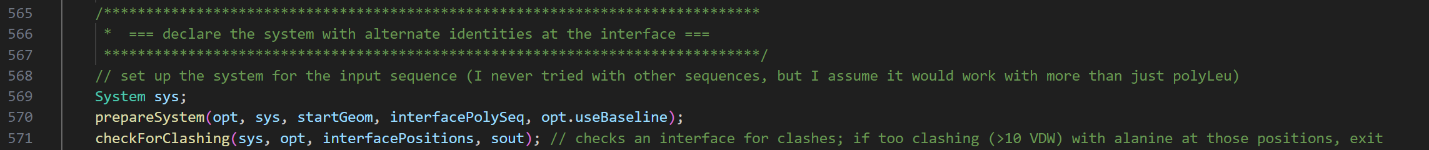 565 /******************************************************************************
566  *  === declare the system with alternate identities at the interface ===
567  ******************************************************************************/
568 // set up the system for the input sequence (I never tried with other sequences, but I assume it would work with more than just polyLeu)
569 System sys;
570 prepareSystem(opt, sys, startGeom, interfacePolySeq, opt.useBaseline);
571 checkForClashing(sys, opt, interfacePositions, sout); // checks an interface for clashes; if too clashing (>10 VDW) with alanine at those positions, exit